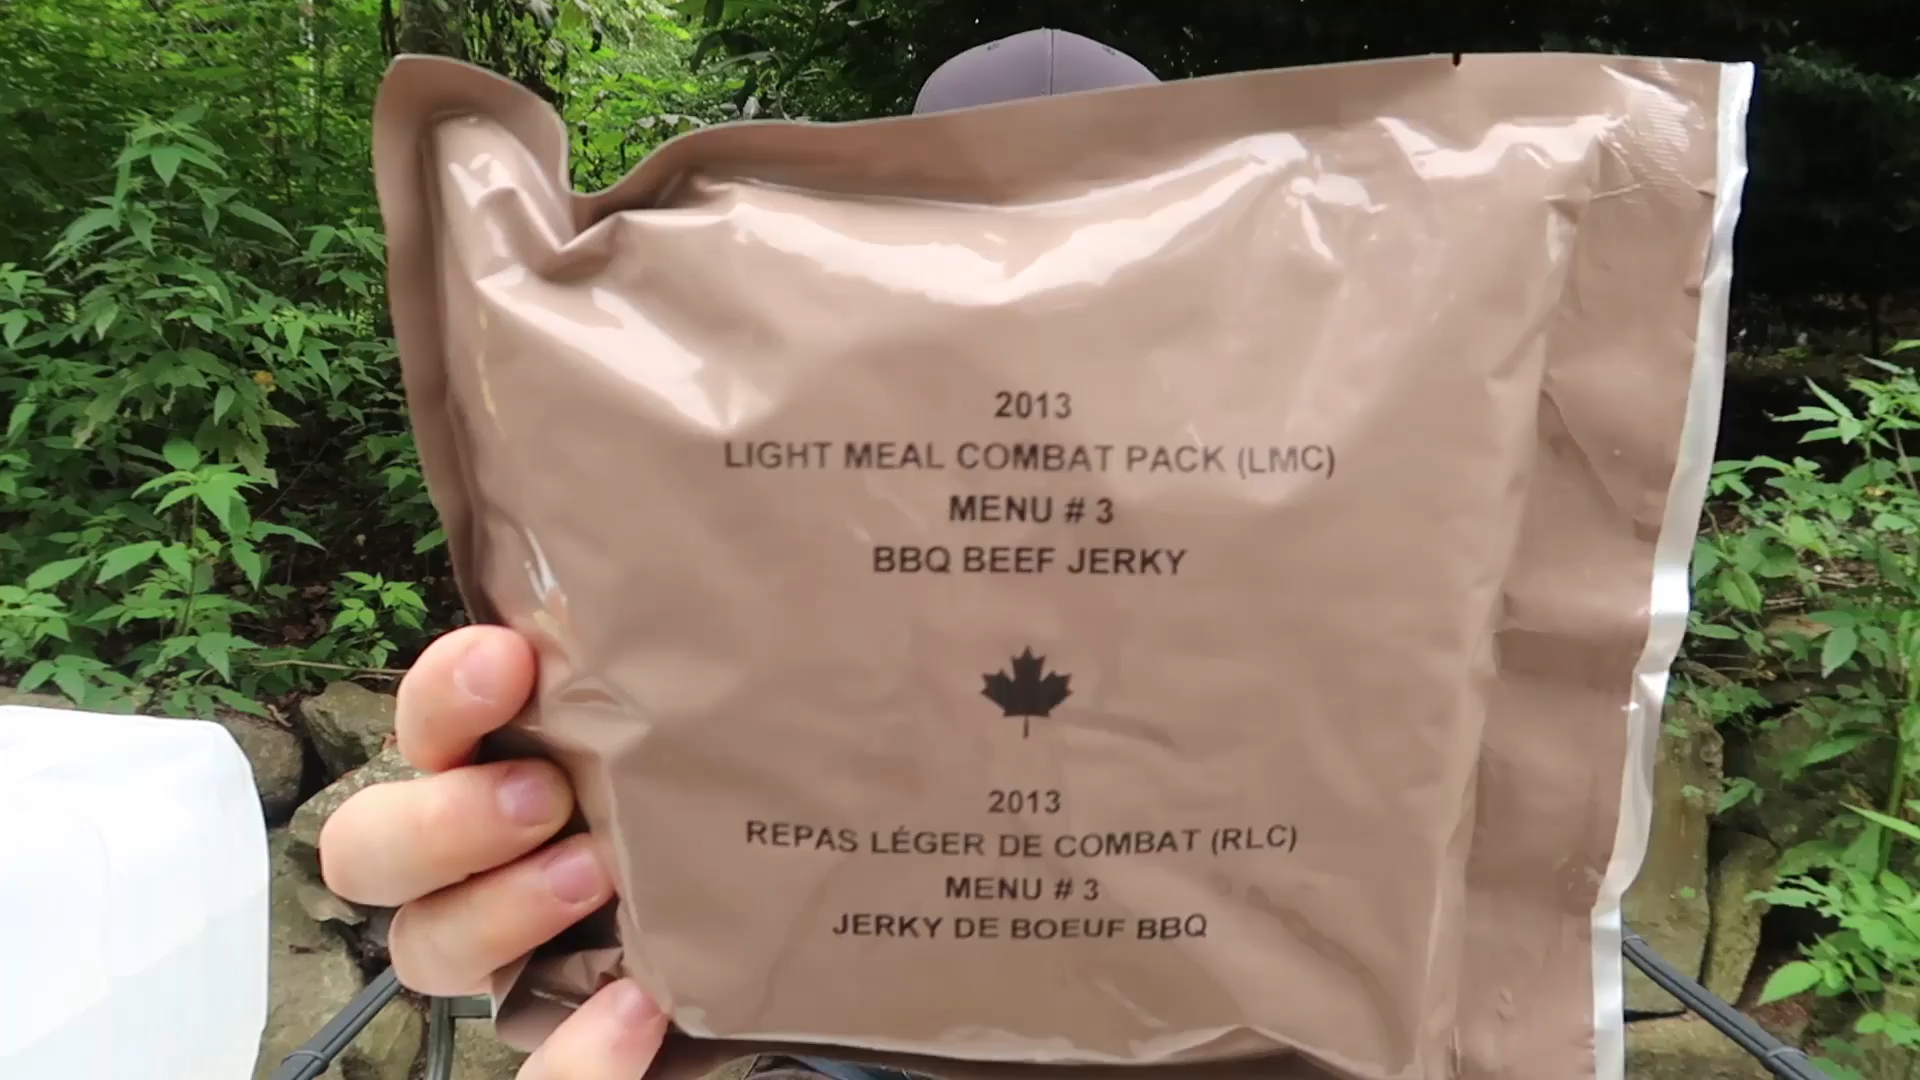 2013
LIGHT MEAL COMBAT PACK (LMC)
MENU # 3
BBQ BEEF JERKY
2013
REPAS LÉGER DE COMBAT (RLC)
MENU # 3
JERKY DE BOEUF BBQ